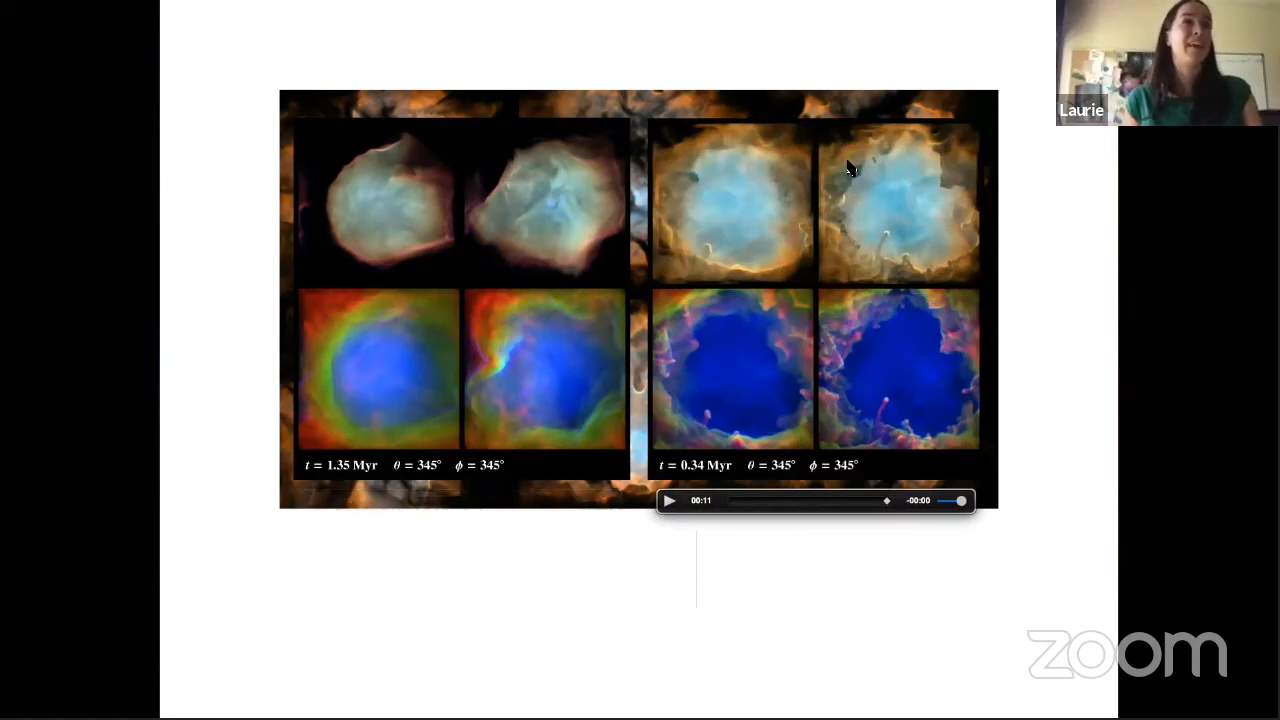 Laurie
t = 1.35 Myr θ = 345° ϕ = 345°
t = 0.34 Myr θ = 345° ϕ = 345°
00:11 -00:00
zoom